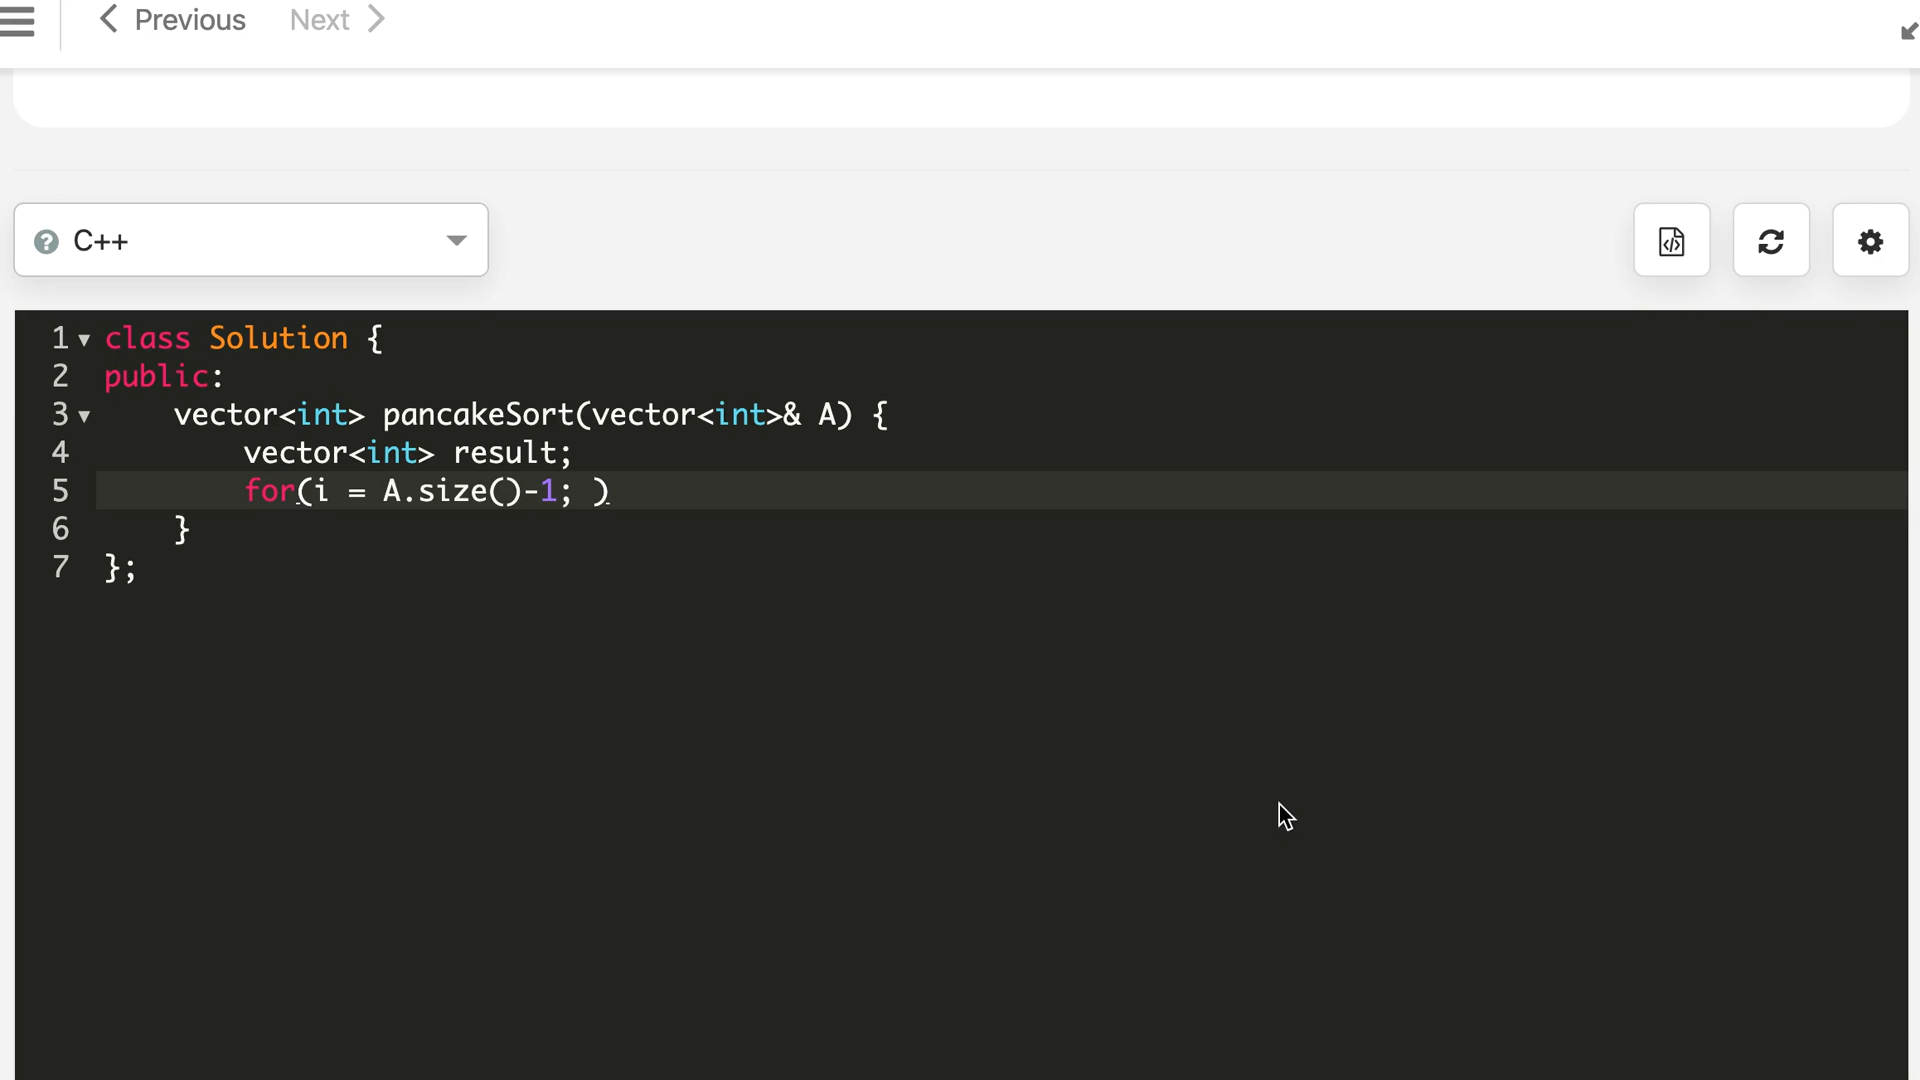 Previous Next
C++
1 class Solution {
2 public:
3 vector<int> pancakeSort(vector<int>& A) {
4 vector<int> result;
5 for(i = A.size()-1; )
6 }
7 };